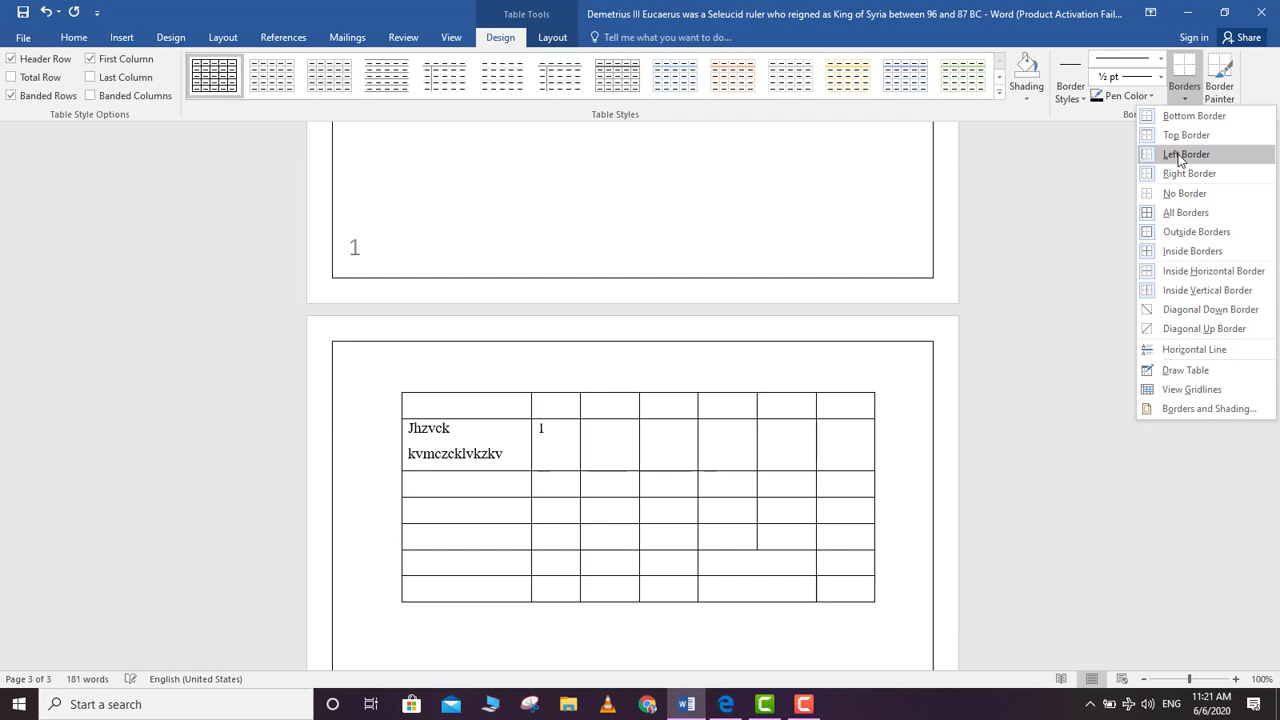 Table Tools
Demetrius III Eucaerus was a Seleucid ruler who reigned as King of Syria between 96 and 87 BC - Word (Product Activation Fail...
File
Home
Insert
Design
Layout
References
Mailings
Review
View
Design
Layout
Tell me what you want to do...
Sign in
Share
Header Row
First Column
Total Row
Last Column
Banded Rows
Banded Columns
Table Style Options
Table Styles
Shading
Border
Styles
½ pt
Pen Color
Borders
Border
Painter
Bor
Bottom Border
Top Border
Left Border
Right Border
No Border
All Borders
Outside Borders
Inside Borders
Inside Horizontal Border
Inside Vertical Border
Diagonal Down Border
Diagonal Up Border
Horizontal Line
Draw Table
View Gridlines
Borders and Shading...
1
Jhzvck
kvmczcklvkzkv
1
Page 3 of 3
181 words
English (United States)
100%
Type here to search
ENG
11:21 AM
6/6/2020